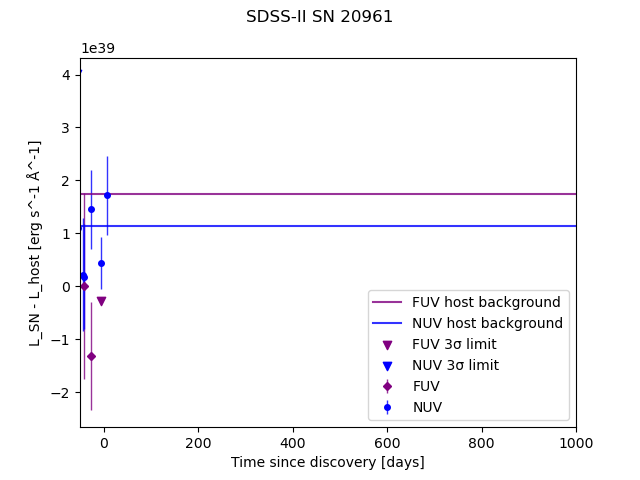 SDSS-II SN 20961
1e39
4
3
2
1
0
−1
−2
L_SN - L_host [erg s^-1 Å^-1]
FUV host background
NUV host background
FUV 3σ limit
NUV 3σ limit
FUV
NUV
0 200 400 600 800 1000
Time since discovery [days]